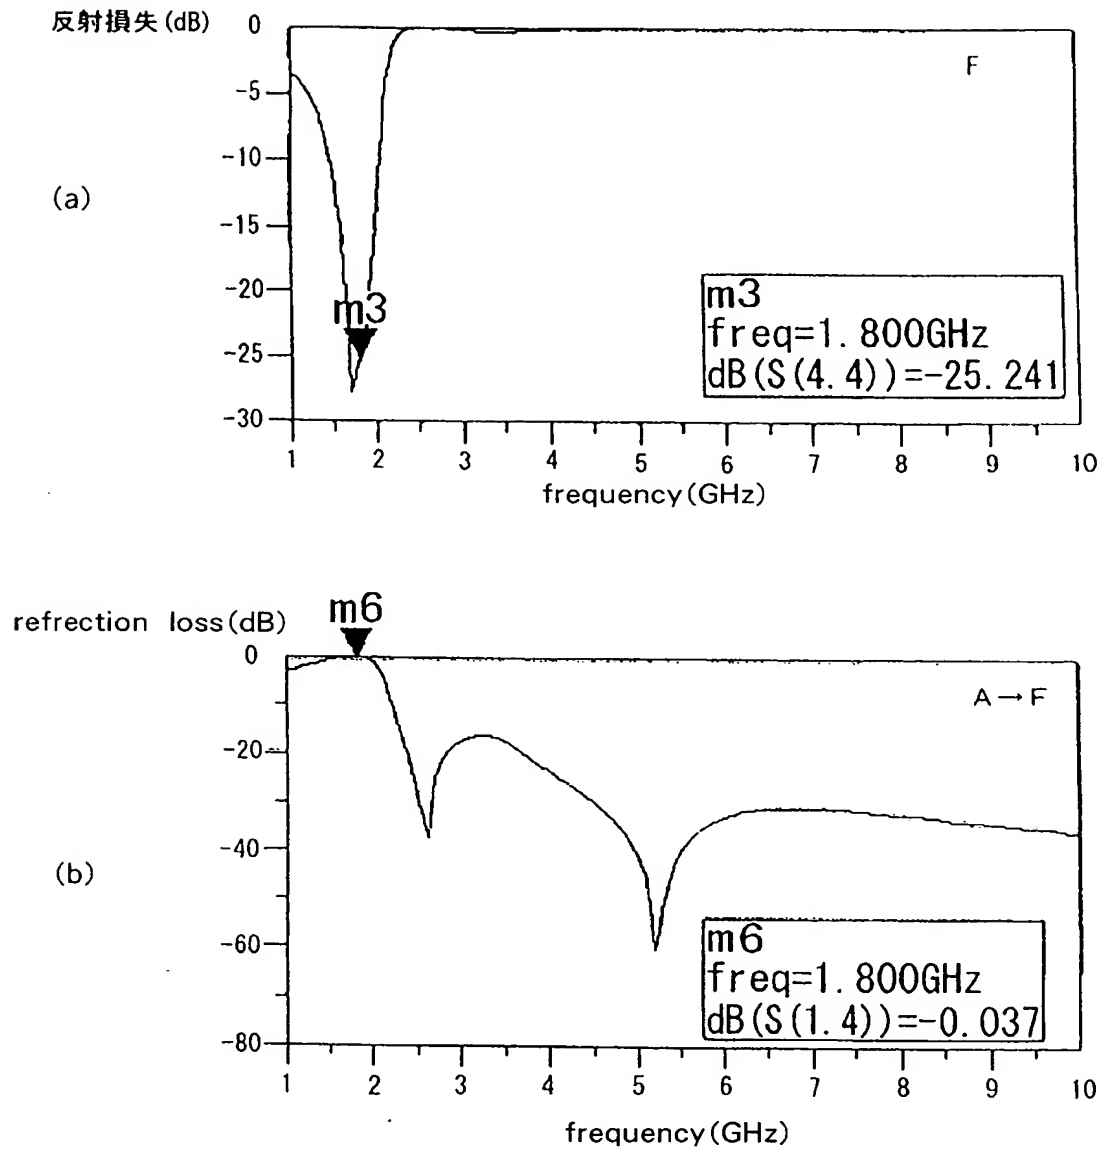 反射損失(dB)
0
F
-5
-10
(a)
-15
-20
m3
-25
-30
m3
freq=1.800GHz
dB(S(4.4))=-25.241
1 2 3 4 5 6 7 8 9 10
frequency(GHz)
m6
refrection loss(dB)
0
A→F
-20
-40
(b)
-60
-80
m6
freq=1.800GHz
dB(S(1.4))=-0.037
1 2 3 4 5 6 7 8 9 10
frequency(GHz)